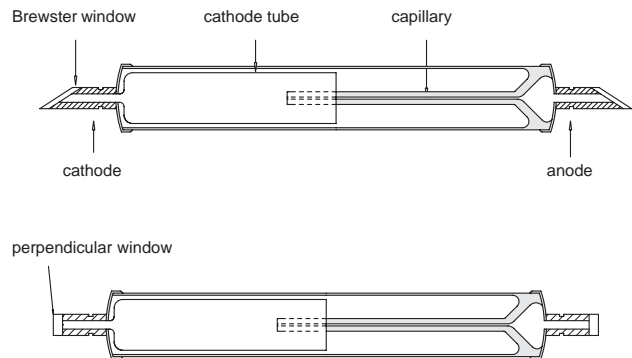 Brewster window cathode tube capillary
cathode anode
perpendicular window